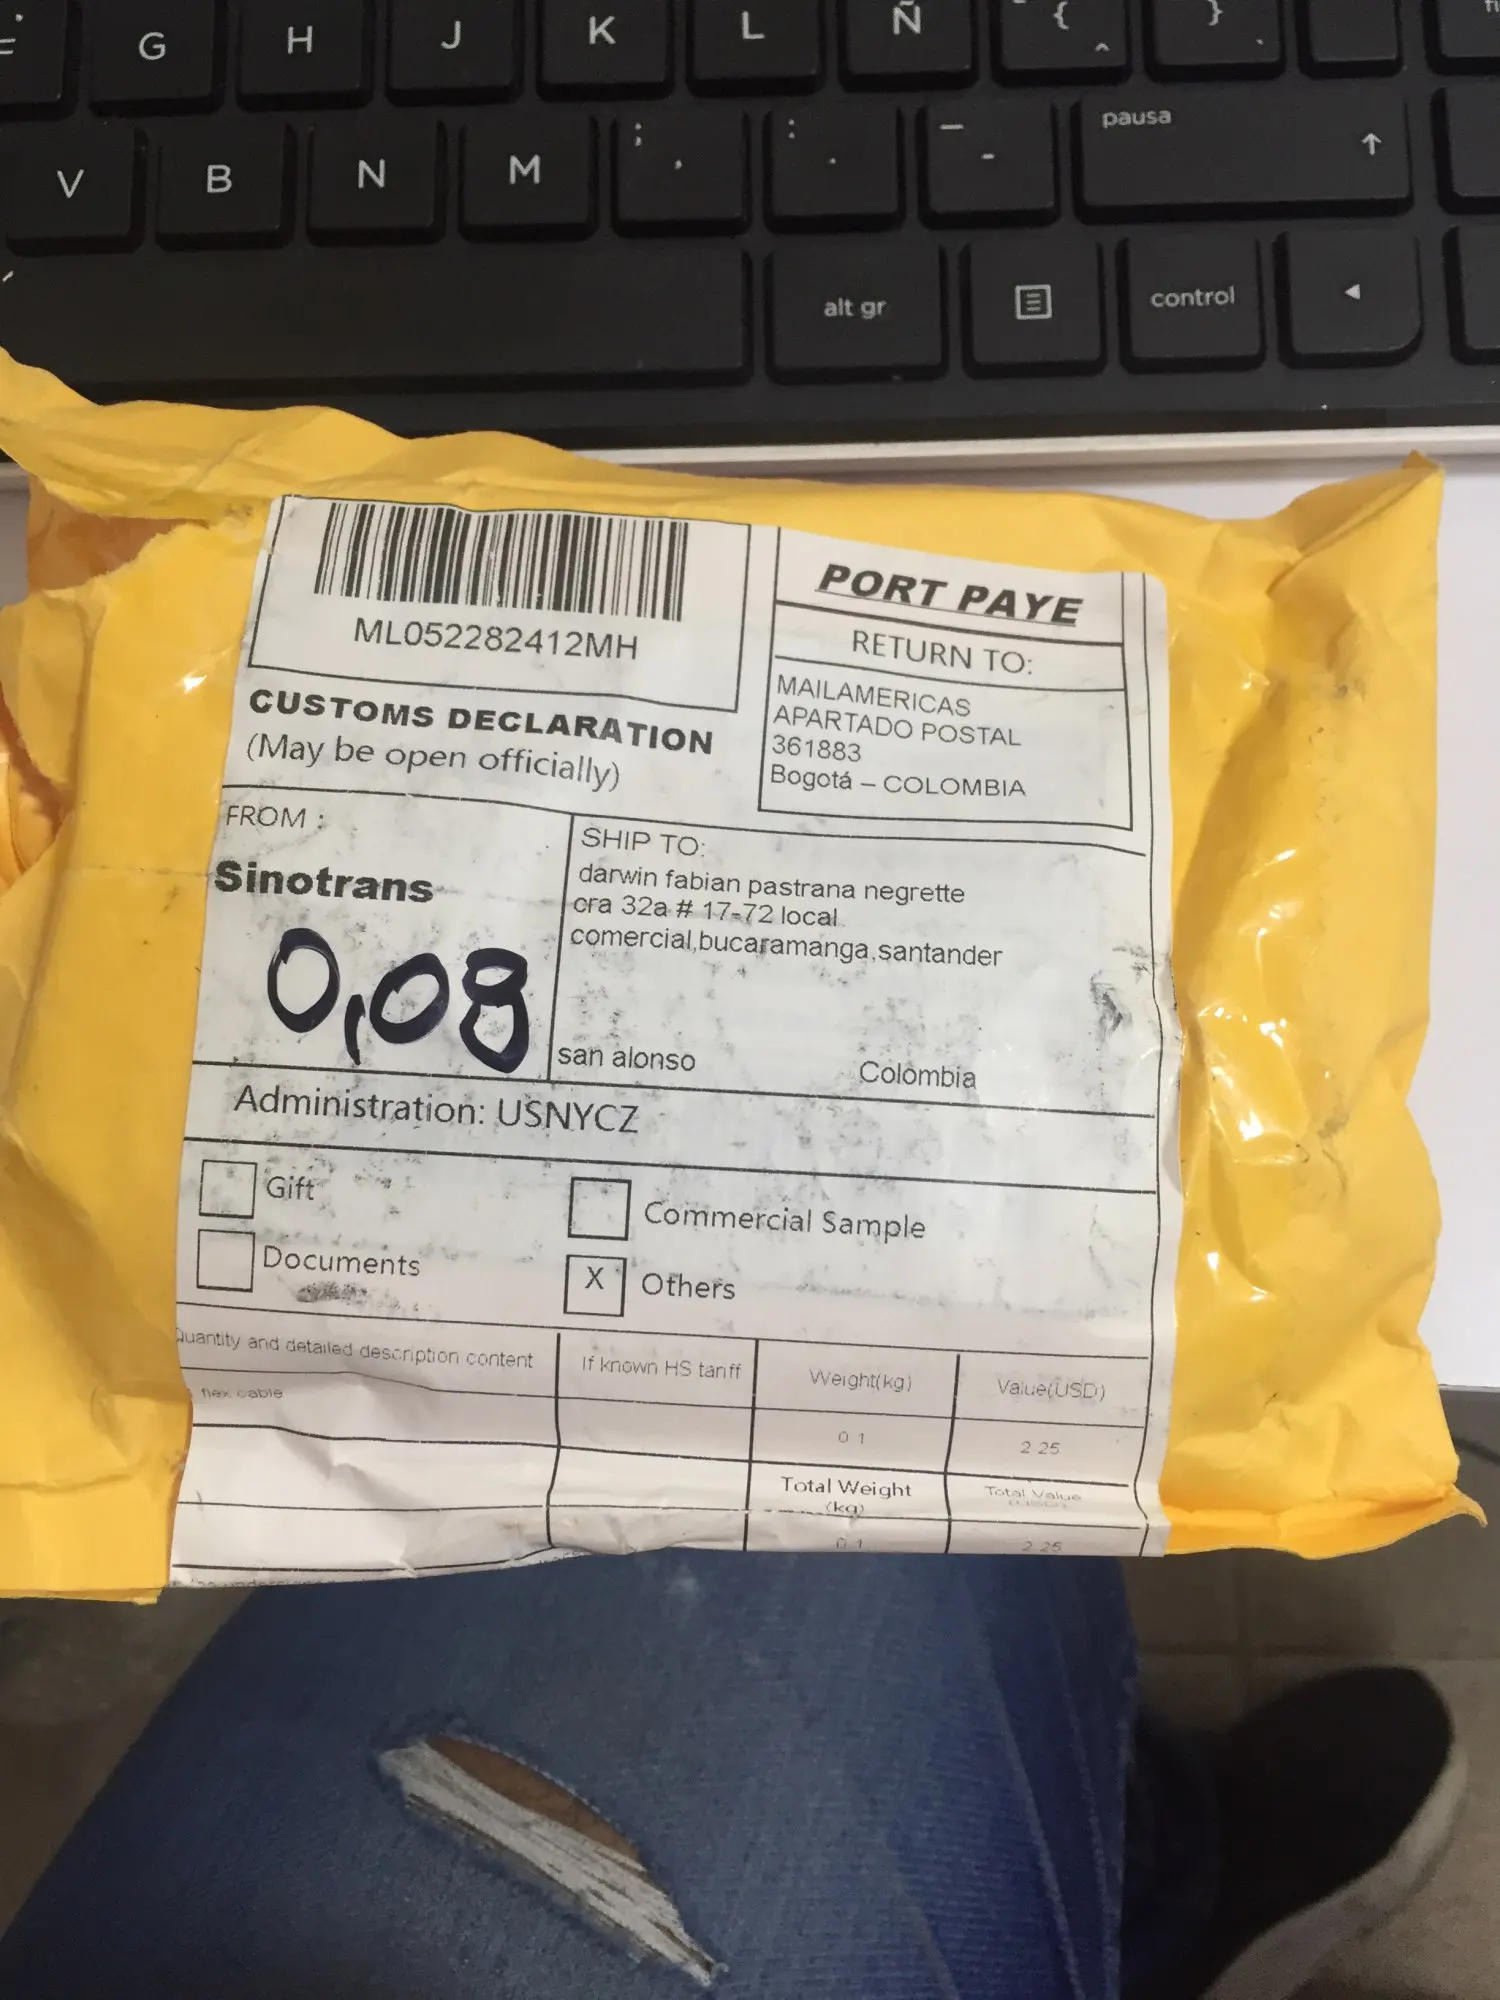 G H J K L Ñ { ^ }
V B N M ; , : . _ - pausa ↑
alt gr control ◄
ML052282412MH
CUSTOMS DECLARATION
(May be open officially)
PORT PAYE
RETURN TO:
MAILAMERICAS
APARTADO POSTAL
361883
Bogotá – COLOMBIA
FROM :
Sinotrans
0,08
SHIP TO:
darwin fabian pastrana negrette
cra 32a # 17-72 local
comercial,bucaramanga,santander
san alonso Colombia
Administration: USNYCZ
Gift
Commercial Sample
Documents
X Others
Quantity and detailed description content If known HS tariff Weight(kg) Value(USD)
flex cable 0.1 2.25
Total Weight Total Value
(kg) (USD)
0.1 2.25